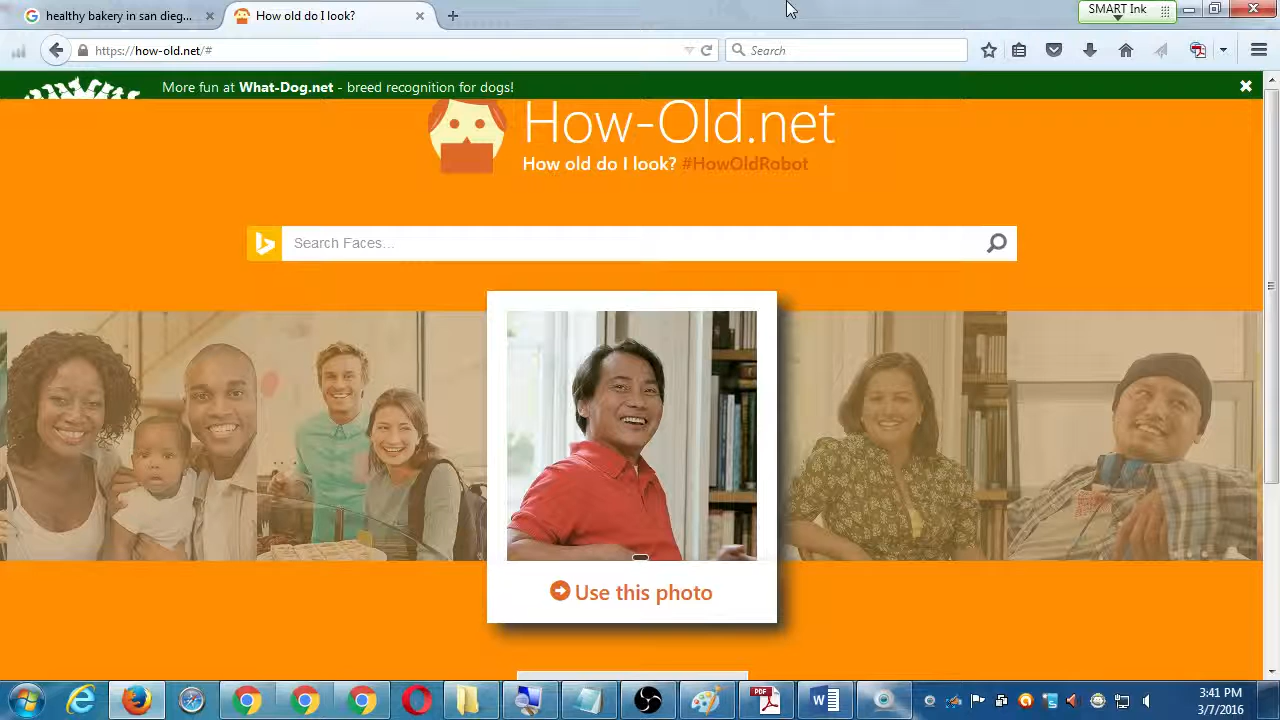 healthy bakery in san dieg...
How old do I look?
SMART Ink
https://how-old.net/#
Search
More fun at What-Dog.net - breed recognition for dogs!
How-Old.net
How old do I look? #HowOldRobot
Search Faces...
Use this photo
3:41 PM
3/7/2016